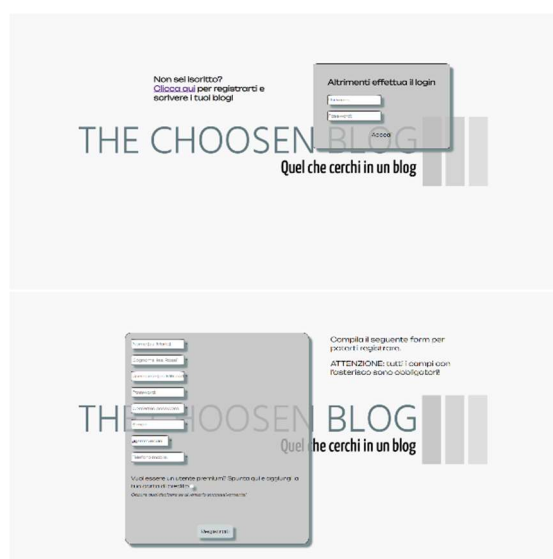 Non sei iscritto?
Clicca qui per registrarti e
scrivere i tuoi blog!
Altrimenti effettua il login
Password
Accedi
THE CHOOSEN BLOG
Quel che cerchi in un blog
Compila il seguente form per
poterti registrare.
ATTENZIONE: tutti i campi con
l'asterisco sono obbligatori!
Password
THE CHOOSEN BLOG
Quel che cerchi in un blog
Vuoi essere un utente premium? Spunta qui e aggiungi la
tua carta di credito
Registrati